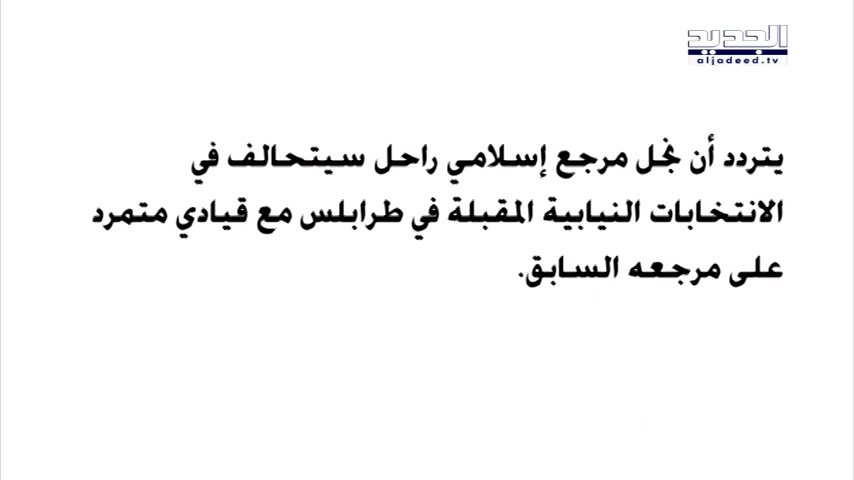 الجديد
aljadeed.tv
يتردد أن نجل مرجع إسلامي راحل سيتحالف في
الانتخابات النيابية المقبلة في طرابلس مع قيادي متمرد
على مرجعه السابق.